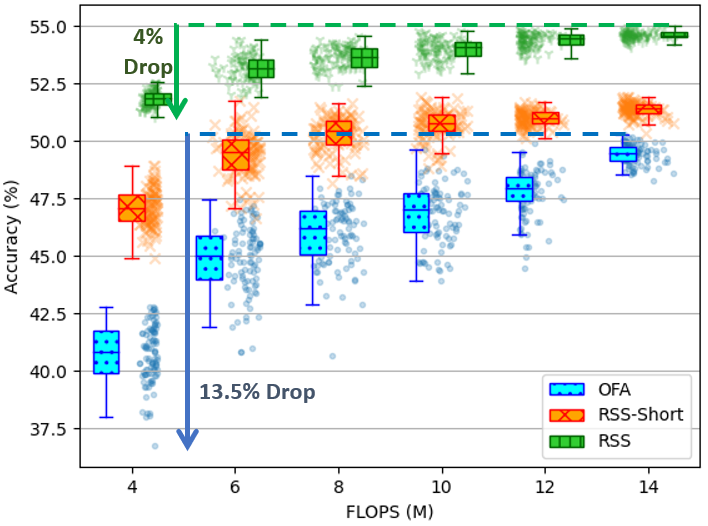 55.0
52.5
50.0
47.5
45.0
42.5
40.0
37.5
Accuracy (%)
4%
Drop
13.5% Drop
OFA
RSS-Short
RSS
4
6
8
10
12
14
FLOPS (M)